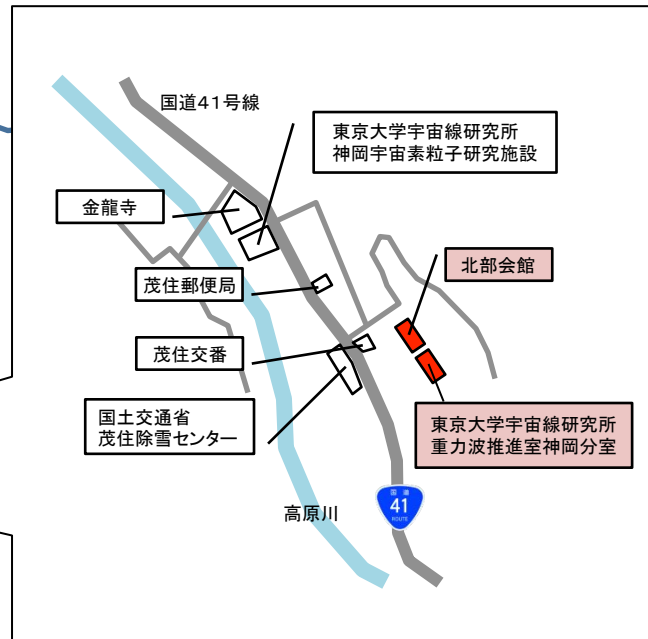 国道41号線
東京大学宇宙線研究所
神岡宇宙素粒子研究施設
金龍寺
北部会館
茂住郵便局
茂住交番
国土交通省
茂住除雪センター
東京大学宇宙線研究所
重力波推進室神岡分室
国道
41
ROUTE
高原川